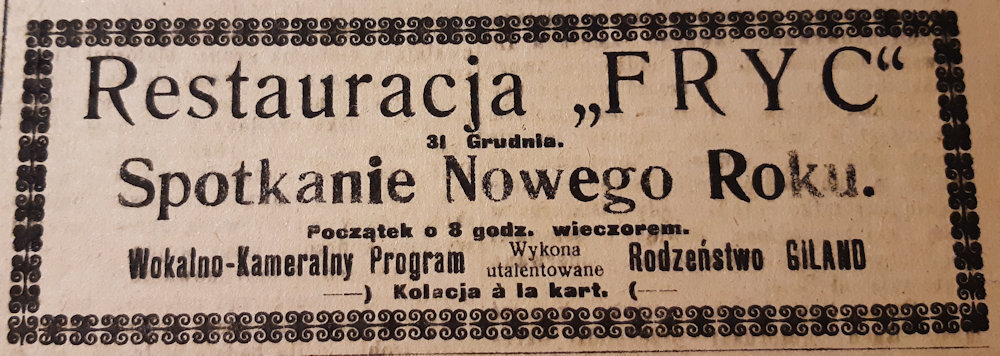 Restauracja „FRYC“
31 Grudnia.
Spotkanie Nowego Roku.
Początek o 8 godz. wieczorem.
Wokalno-Kameralny Program Wykona utalentowane Rodzeństwo GILAND
——) Kolacja à la kart. (——